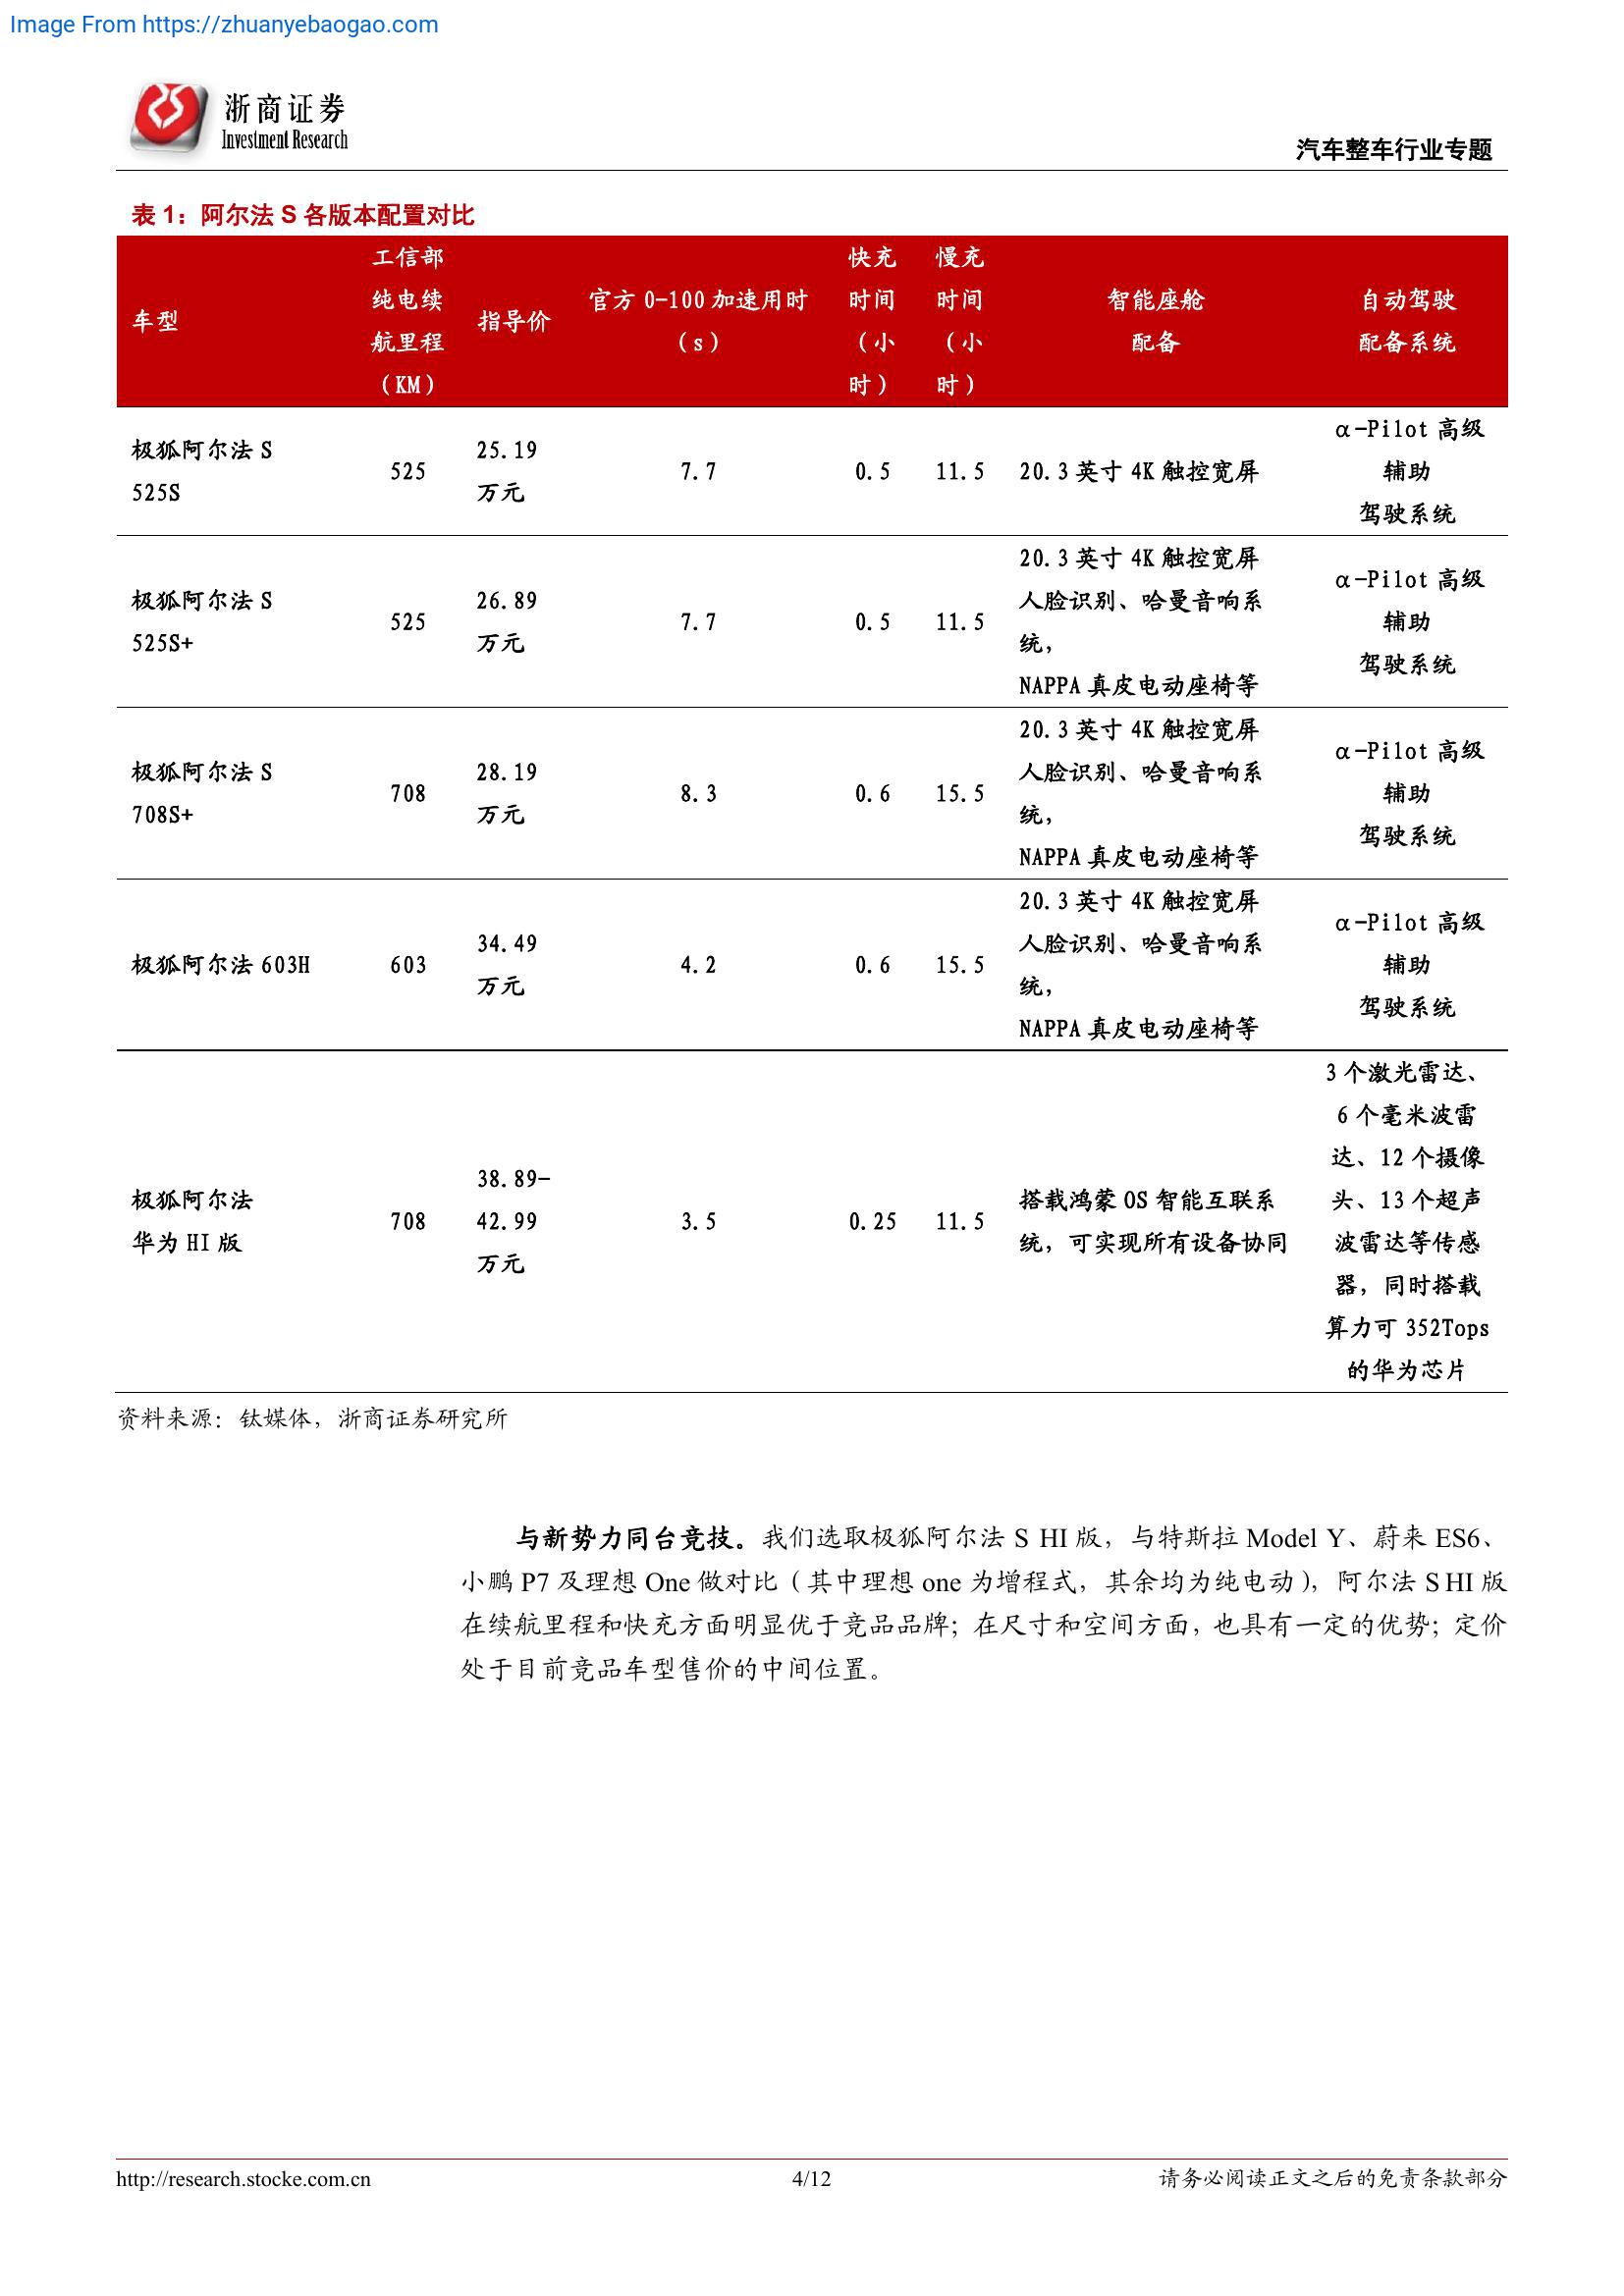 Image From https://zhuanyebaogao.com
浙商证券
Investment Research
汽车整车行业专题
表 1：阿尔法 S 各版本配置对比
车型
工信部
纯电续
航里程
（KM）
指导价
官方 0-100 加速用时
（s）
快充
时间
（小
时）
慢充
时间
（小
时）
智能座舱
配备
自动驾驶
配备系统
极狐阿尔法 S
525S
525
25.19
万元
7.7
0.5
11.5
20.3 英寸 4K 触控宽屏
α-Pilot 高级
辅助
驾驶系统
极狐阿尔法 S
525S+
525
26.89
万元
7.7
0.5
11.5
20.3 英寸 4K 触控宽屏
人脸识别、哈曼音响系
统，
NAPPA 真皮电动座椅等
α-Pilot 高级
辅助
驾驶系统
极狐阿尔法 S
708S+
708
28.19
万元
8.3
0.6
15.5
20.3 英寸 4K 触控宽屏
人脸识别、哈曼音响系
统，
NAPPA 真皮电动座椅等
α-Pilot 高级
辅助
驾驶系统
极狐阿尔法 603H
603
34.49
万元
4.2
0.6
15.5
20.3 英寸 4K 触控宽屏
人脸识别、哈曼音响系
统，
NAPPA 真皮电动座椅等
α-Pilot 高级
辅助
驾驶系统
极狐阿尔法
华为 HI 版
708
38.89-
42.99
万元
3.5
0.25
11.5
搭载鸿蒙 OS 智能互联系
统，可实现所有设备协同
3 个激光雷达、
6 个毫米波雷
达、12 个摄像
头、13 个超声
波雷达等传感
器，同时搭载
算力可 352Tops
的华为芯片
资料来源：钛媒体，浙商证券研究所
与新势力同台竞技。我们选取极狐阿尔法 S HI 版，与特斯拉 Model Y、蔚来 ES6、
小鹏 P7 及理想 One 做对比（其中理想 one 为增程式，其余均为纯电动），阿尔法 S HI 版
在续航里程和快充方面明显优于竞品品牌；在尺寸和空间方面，也具有一定的优势；定价
处于目前竞品车型售价的中间位置。
http://research.stocke.com.cn
4/12
请务必阅读正文之后的免责条款部分